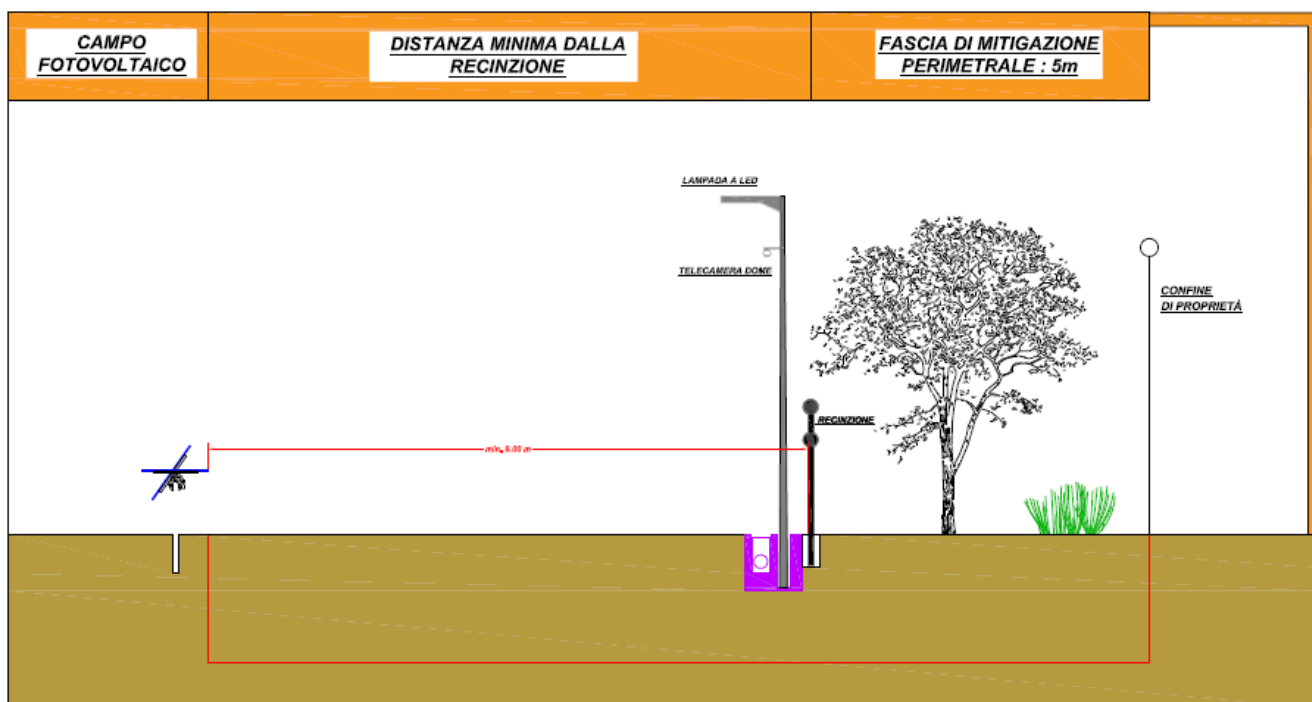 CAMPO
FOTOVOLTAICO
DISTANZA MINIMA DALLA
RECINZIONE
FASCIA DI MITIGAZIONE
PERIMETRALE : 5m
LAMPADA A LED
TELECAMERA DOME
CONFINE
DI PROPRIETÀ
RECINZIONE
min.
m